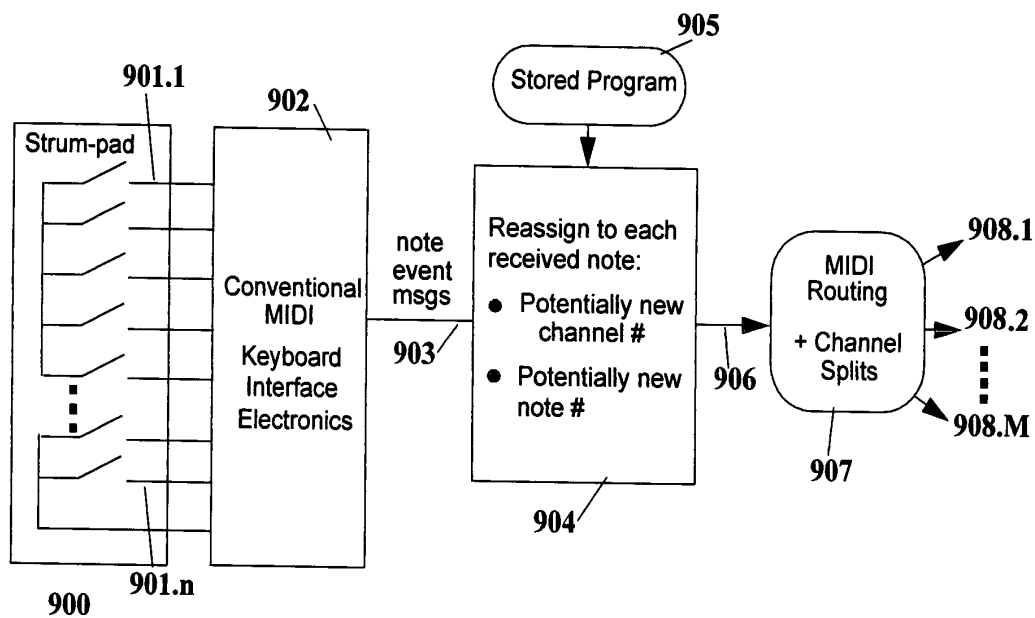 905
Stored Program
901.1
902
Strum-pad
Conventional
MIDI
Keyboard
Interface
Electronics
note
event
msgs
903
Reassign to each
received note:
● Potentially new
channel #
● Potentially new
note #
904
906
MIDI
Routing
+ Channel
Splits
907
908.1
908.2
908.M
901.n
900